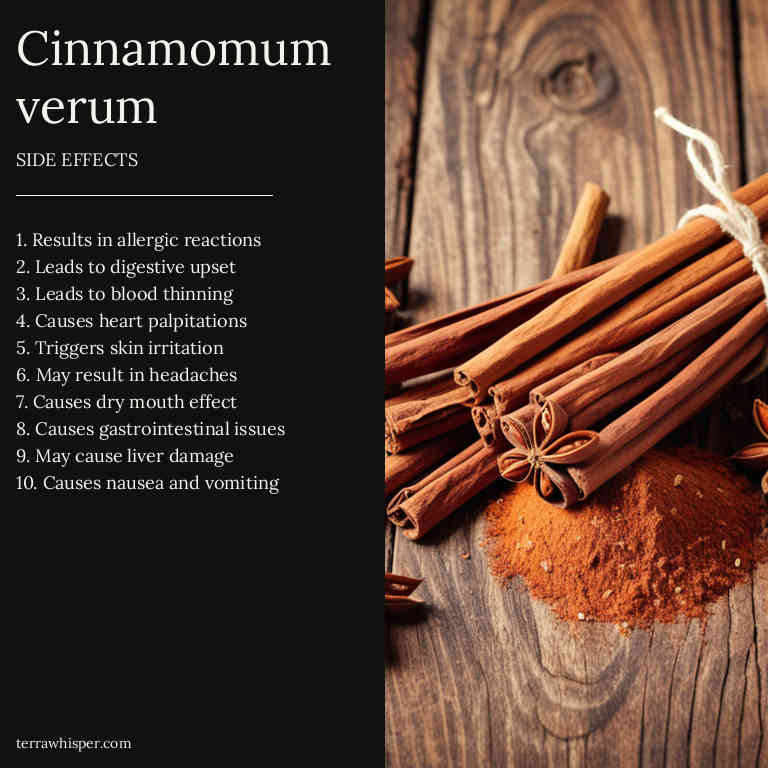 Cinnamomum
verum
SIDE EFFECTS
1. Results in allergic reactions
2. Leads to digestive upset
3. Leads to blood thinning
4. Causes heart palpitations
5. Triggers skin irritation
6. May result in headaches
7. Causes dry mouth effect
8. Causes gastrointestinal issues
9. May cause liver damage
10. Causes nausea and vomiting
terrawhisper.com